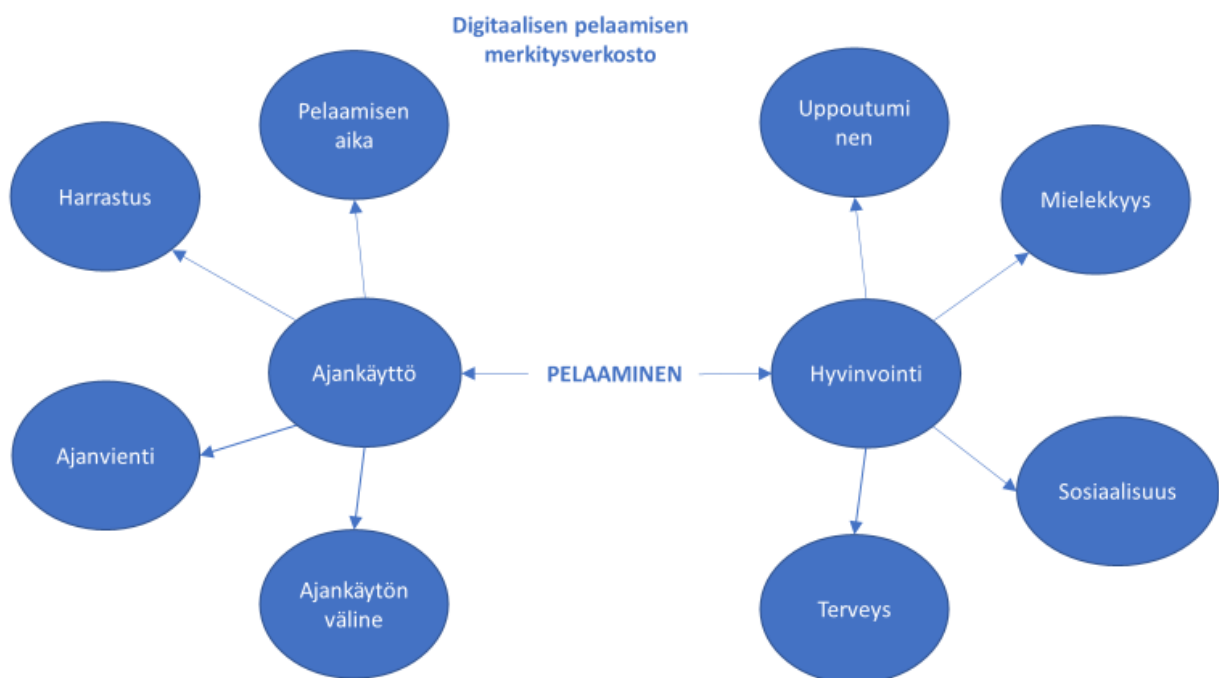 Digitaalisen pelaamisen
merkitysverkosto
Pelaamisen
aika
Harrastus
Ajankäyttö
Ajanvienti
Ajankäytön
väline
PELAAMINEN
Uppoutumi
nen
Mielekkyys
Hyvinvointi
Sosiaalisuus
Terveys